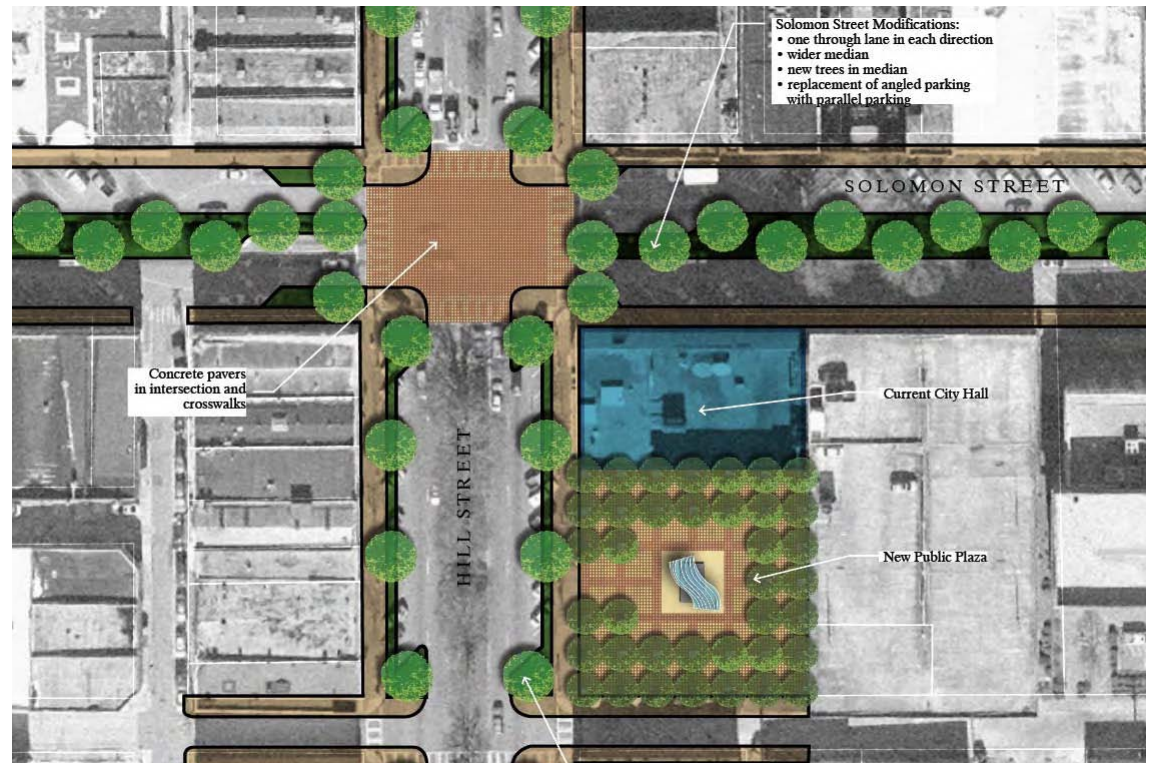 Solomon Street Modifications:
• one through lane in each direction
• wider median
• new trees in median
• replacement of angled parking
with parallel parking
SOLOMON STREET
Concrete pavers
in intersection and
crosswalks
Current City Hall
HILL STREET
New Public Plaza